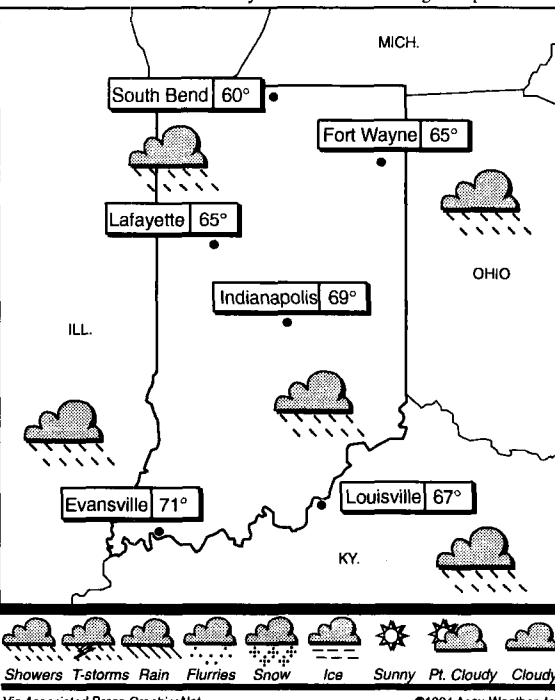 MICH.
South Bend 60°
Fort Wayne 65°
Lafayette 65°
OHIO
Indianapolis 69°
ILL.
Evansville 71°
Louisville 67°
KY.
Showers T-storms Rain Flurries Snow Ice Sunny Pt. Cloudy Cloudy
Via Associated Press GraphicsNet